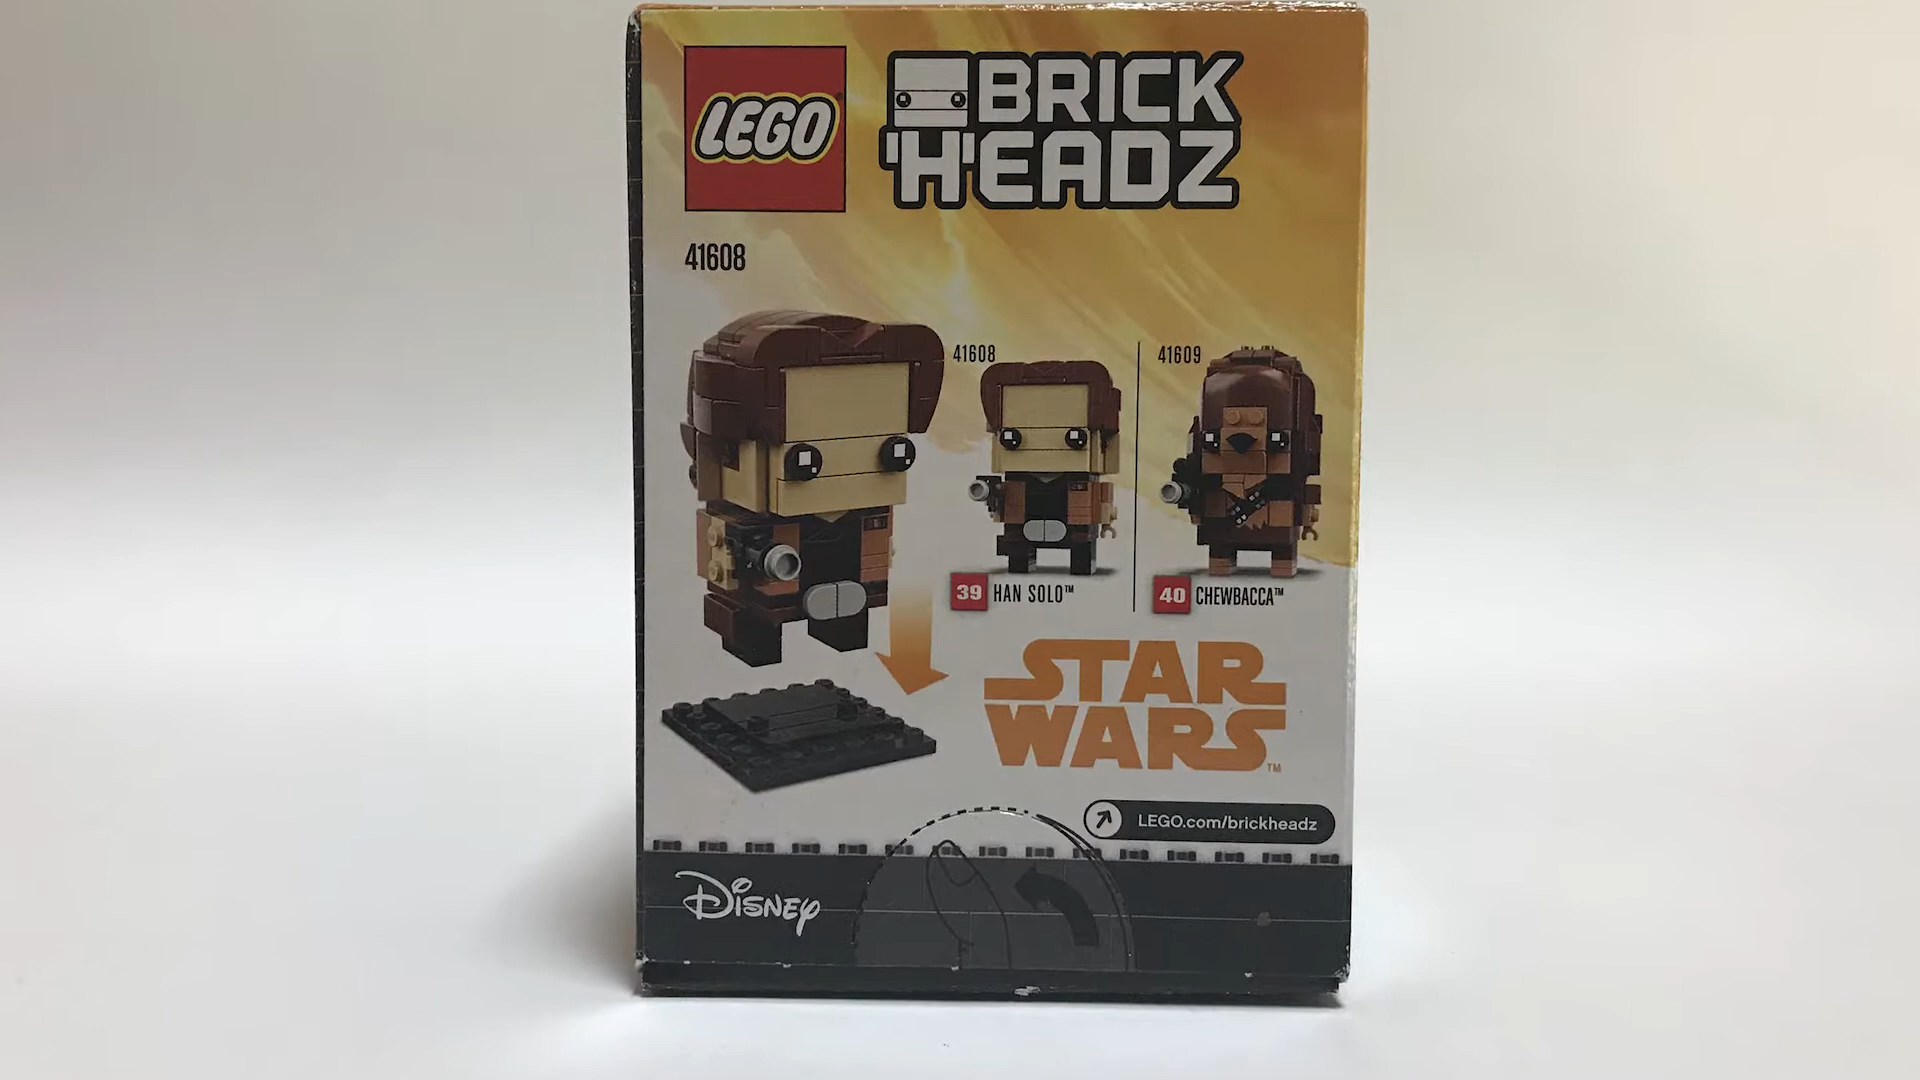 LEGO
BRICK
HEADZ
41608
41608
41609
39 HAN SOLO™
40 CHEWBACCA™
STAR
WARS™
LEGO.com/brickheadz
Disney